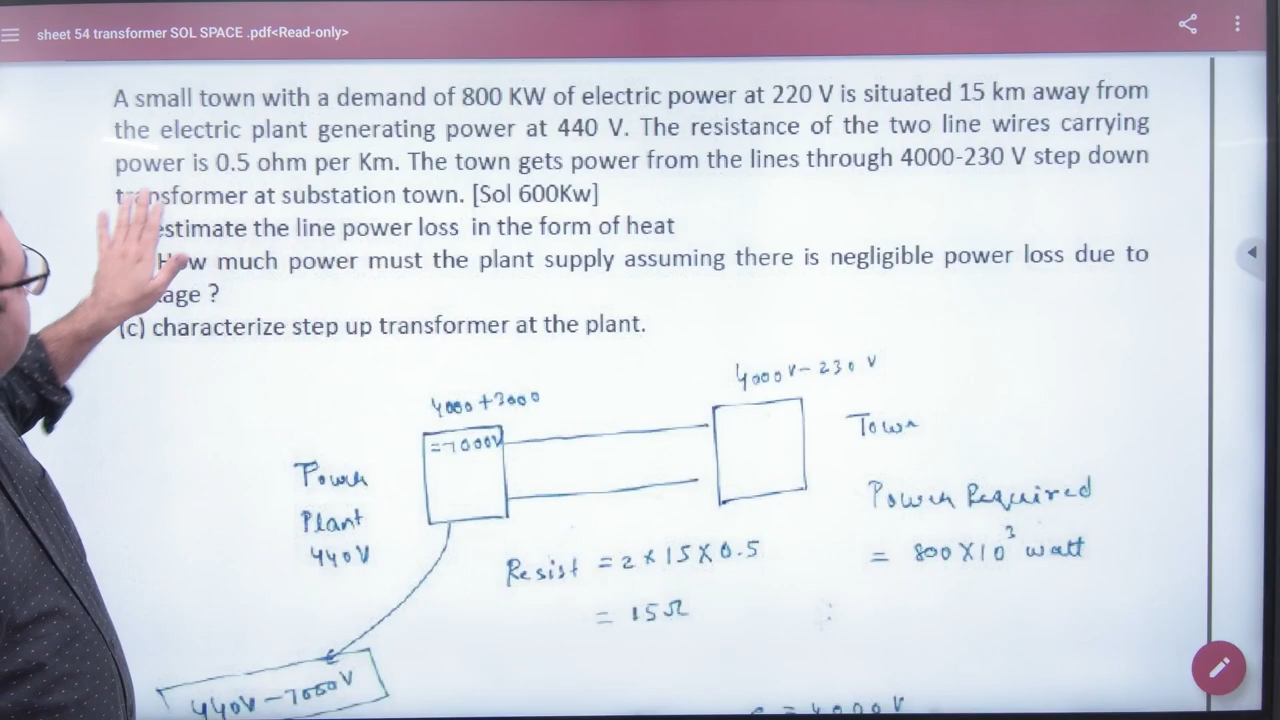 sheet 54 transformer SOL SPACE .pdf<Read-only>
A small town with a demand of 800 KW of electric power at 220 V is situated 15 km away from
the electric plant generating power at 440 V. The resistance of the two line wires carrying
power is 0.5 ohm per Km. The town gets power from the lines through 4000-230 V step down
transformer at substation town. [Sol 600Kw]
estimate the line power loss in the form of heat
How much power must the plant supply assuming there is negligible power loss due to
age ?
(c) characterize step up transformer at the plant.
4000V-230 V
4000+3000
=7000V
Town
Power
Plant
440V
Power Required
= 800X10³ watt
Resist = 2 X 15 X 0.5
= 15Ω
440V-7000V
= 4000 V